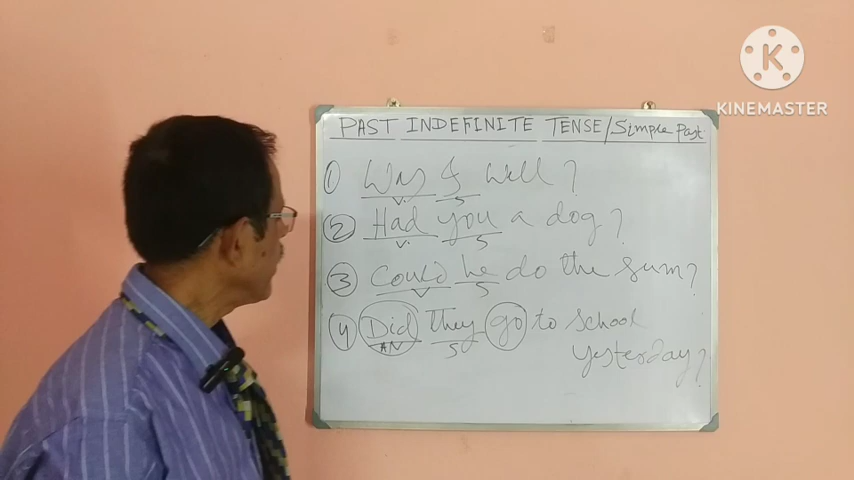 K
KINEMASTER
PAST INDEFINITE TENSE/Simple Past
① Was I well?
V. S
② Had you a dog?
V. S
③ Could he do the sum?
V S
④ Did they go to school
AV S
yesterday?